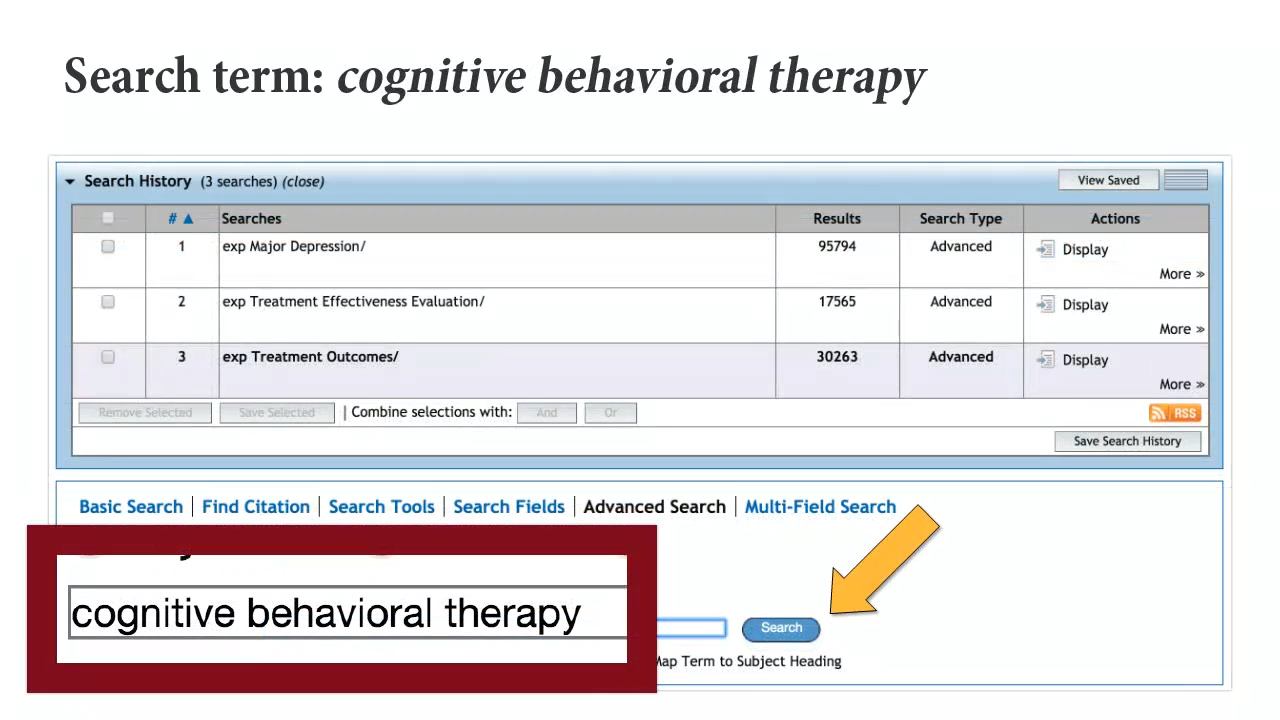 Search term: cognitive behavioral therapy
Search History (3 searches) (close) View Saved
# Searches Results Search Type Actions
1 exp Major Depression/ 95794 Advanced Display
More »
2 exp Treatment Effectiveness Evaluation/ 17565 Advanced Display
More »
3 exp Treatment Outcomes/ 30263 Advanced Display
More »
Remove Selected Save Selected | Combine selections with: And Or RSS
Save Search History
Basic Search | Find Citation | Search Tools | Search Fields | Advanced Search | Multi-Field Search
cognitive behavioral therapy Search
Map Term to Subject Heading